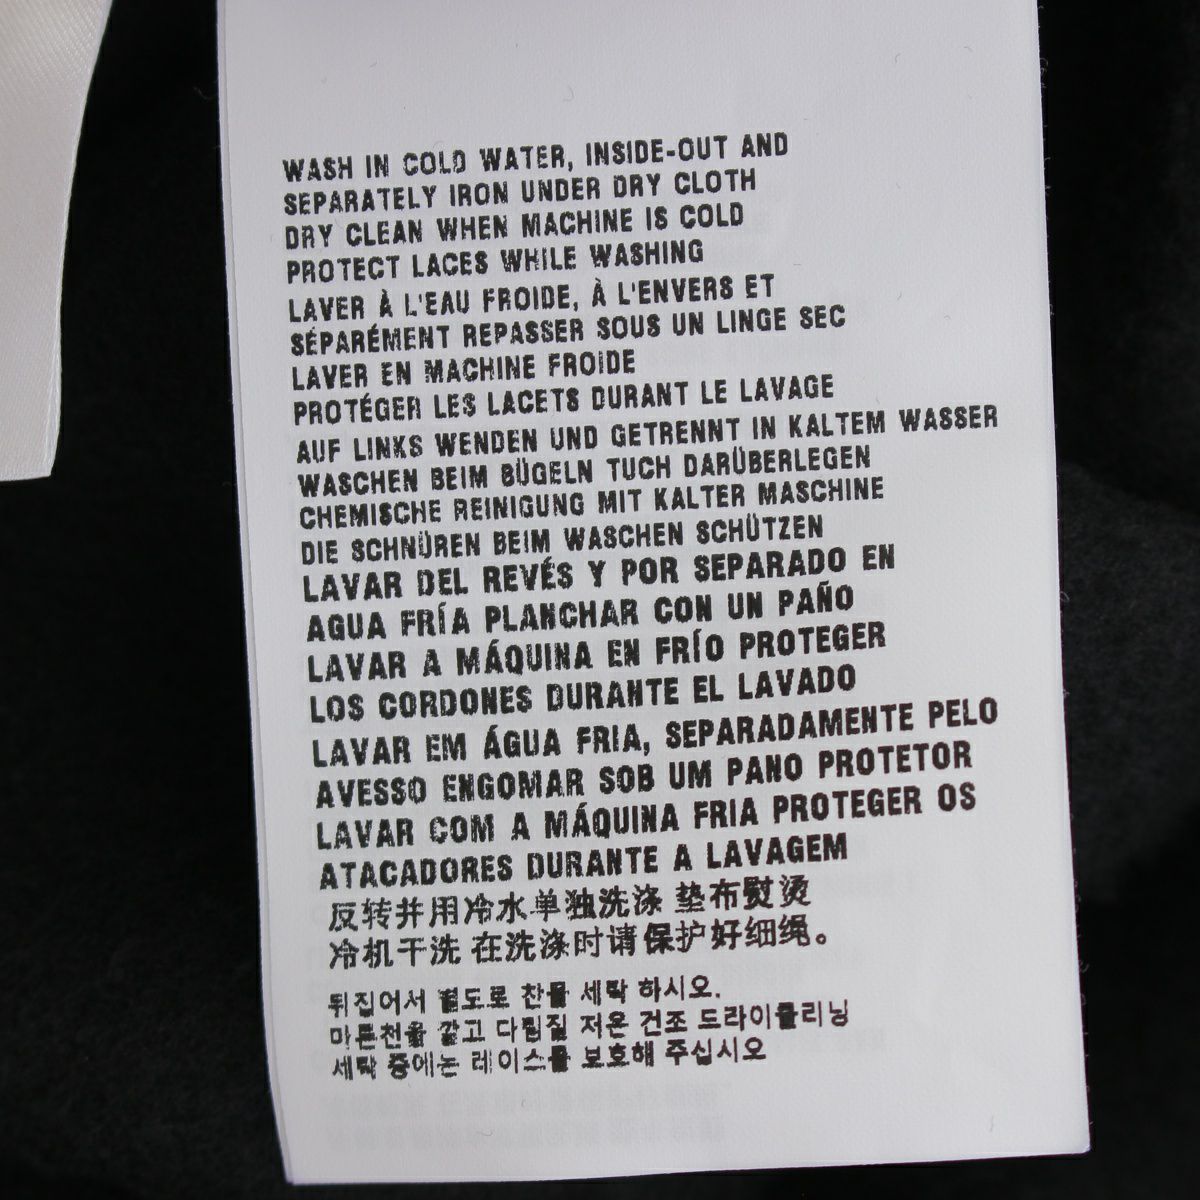 WASH IN COLD WATER, INSIDE-OUT AND
SEPARATELY IRON UNDER DRY CLOTH
DRY CLEAN WHEN MACHINE IS COLD
PROTECT LACES WHILE WASHING
LAVER À L'EAU FROIDE, À L'ENVERS ET
SÉPARÉMENT REPASSER SOUS UN LINGE SEC
LAVER EN MACHINE FROIDE
PROTÉGER LES LACETS DURANT LE LAVAGE
AUF LINKS WENDEN UND GETRENNT IN KALTEM WASSER
WASCHEN BEIM BÜGELN TUCH DARÜBERLEGEN
CHEMISCHE REINIGUNG MIT KALTER MASCHINE
DIE SCHNÜREN BEIM WASCHEN SCHÜTZEN
LAVAR DEL REVÉS Y POR SEPARADO EN
AGUA FRÍA PLANCHAR CON UN PAÑO
LAVAR A MÁQUINA EN FRÍO PROTEGER
LOS CORDONES DURANTE EL LAVADO
LAVAR EM ÁGUA FRIA, SEPARADAMENTE PELO
AVESSO ENGOMAR SOB UM PANO PROTETOR
LAVAR COM A MÁQUINA FRIA PROTEGER OS
ATACADORES DURANTE A LAVAGEM
反转并用冷水单独洗涤 垫布熨烫
冷机干洗 在洗涤时请保护好细绳。
뒤집어서 별도로 찬물 세탁 하시오.
마른천을 깔고 다림질 저온 건조 드라이클리닝
세탁 중에는 레이스를 보호해 주십시오